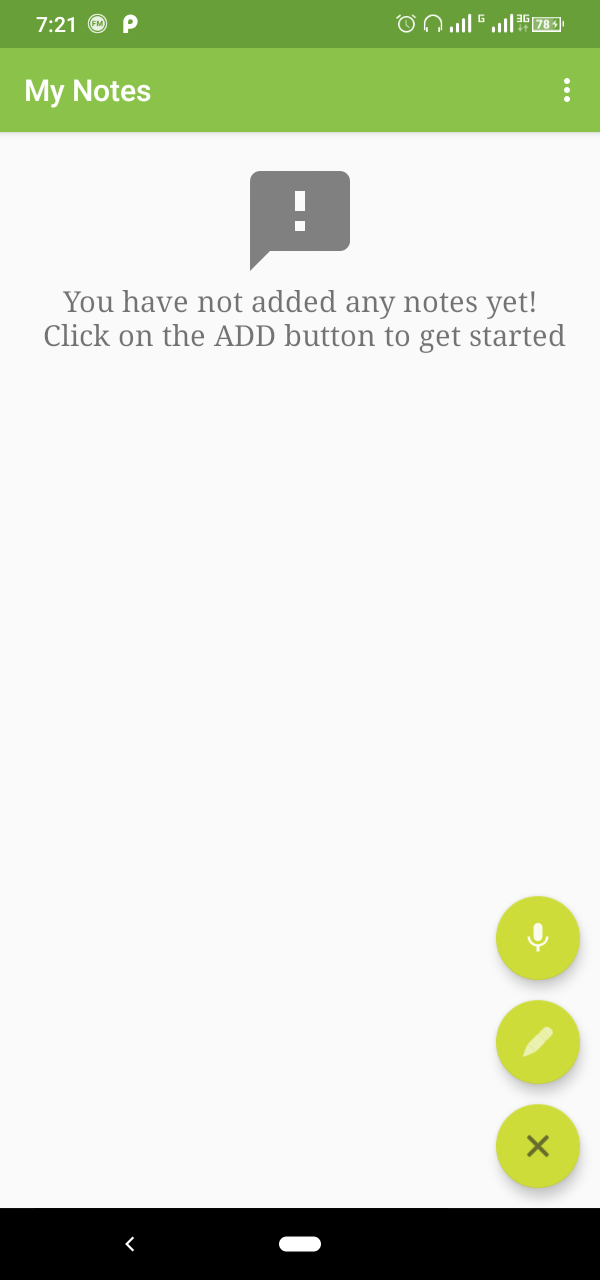 7:21 FM G 3G 78
My Notes
You have not added any notes yet!
Click on the ADD button to get started